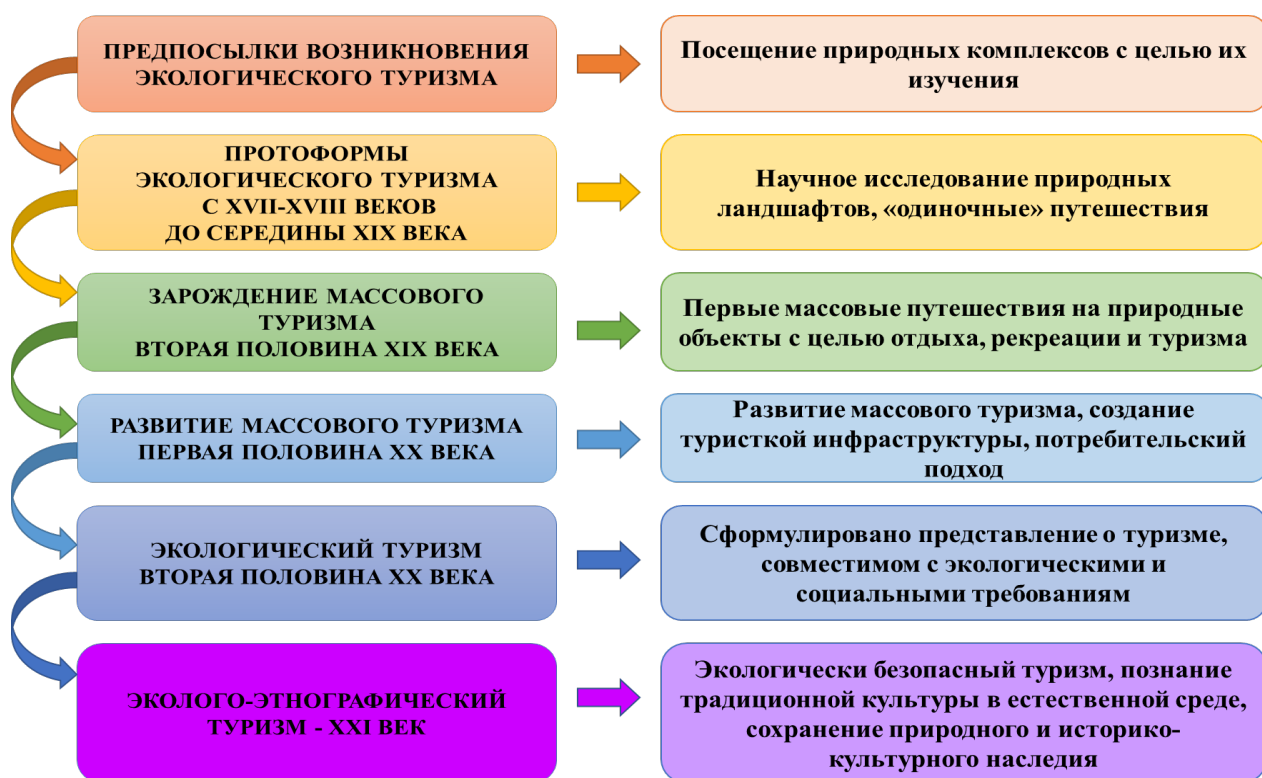 ПРЕДПОСЫЛКИ ВОЗНИКНОВЕНИЯ
ЭКОЛОГИЧЕСКОГО ТУРИЗМА
Посещение природных комплексов с целью их
изучения
ПРОТОФОРМЫ
ЭКОЛОГИЧЕСКОГО ТУРИЗМА
С XVII-XVIII ВЕКОВ
ДО СЕРЕДИНЫ XIX ВЕКА
Научное исследование природных
ландшафтов, «одиночные» путешествия
ЗАРОЖДЕНИЕ МАССОВОГО
ТУРИЗМА
ВТОРАЯ ПОЛОВИНА XIX ВЕКА
Первые массовые путешествия на природные
объекты с целью отдыха, рекреации и туризма
РАЗВИТИЕ МАССОВОГО ТУРИЗМА
ПЕРВАЯ ПОЛОВИНА XX ВЕКА
Развитие массового туризма, создание
туристкой инфраструктуры, потребительский
подход
ЭКОЛОГИЧЕСКИЙ ТУРИЗМ
ВТОРАЯ ПОЛОВИНА XX ВЕКА
Сформулировано представление о туризме,
совместимом с экологическими и
социальными требованиям
ЭКОЛОГО-ЭТНОГРАФИЧЕСКИЙ
ТУРИЗМ - XXI ВЕК
Экологически безопасный туризм, познание
традиционной культуры в естественной среде,
сохранение природного и историко-
культурного наследия